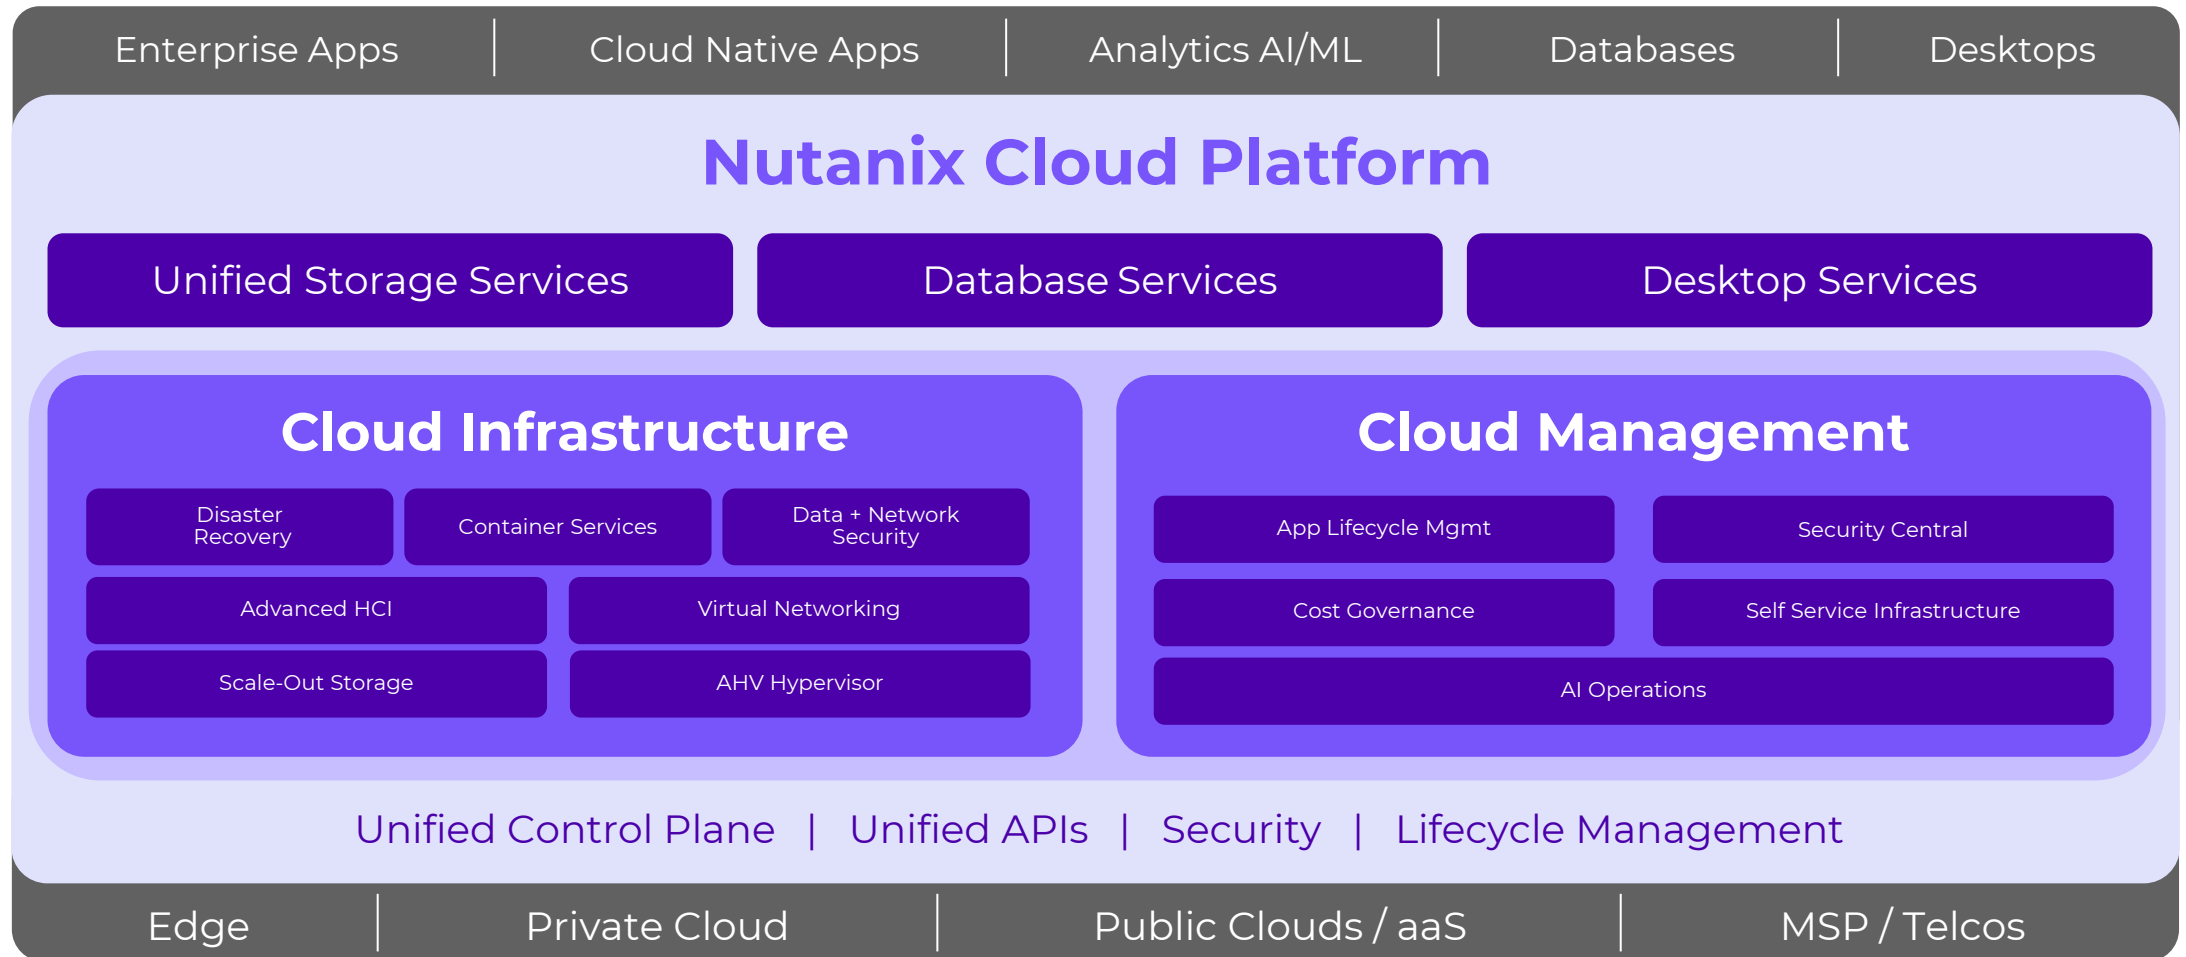 Enterprise Apps | Cloud Native Apps | Analytics AI/ML | Databases | Desktops
Nutanix Cloud Platform
Unified Storage Services
Database Services
Desktop Services
Cloud Infrastructure
Disaster
Recovery
Container Services
Data + Network
Security
Advanced HCI
Virtual Networking
Scale-Out Storage
AHV Hypervisor
Cloud Management
App Lifecycle Mgmt
Security Central
Cost Governance
Self Service Infrastructure
AI Operations
Unified Control Plane | Unified APIs | Security | Lifecycle Management
Edge | Private Cloud | Public Clouds / aaS | MSP / Telcos